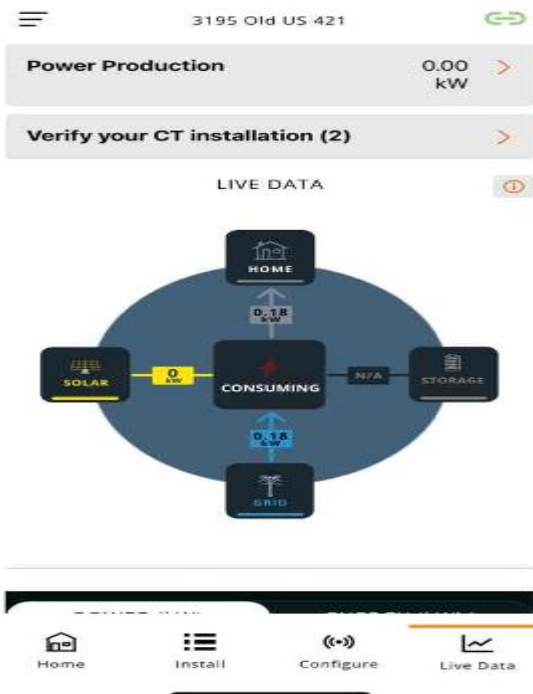 3195 Old US 421
Power Production 0.00 kW
Verify your CT installation (2)
LIVE DATA
HOME
0.18 kW
SOLAR
0 kW
CONSUMING
N/A
STORAGE
0.18 kW
GRID
Home Install Configure Live Data